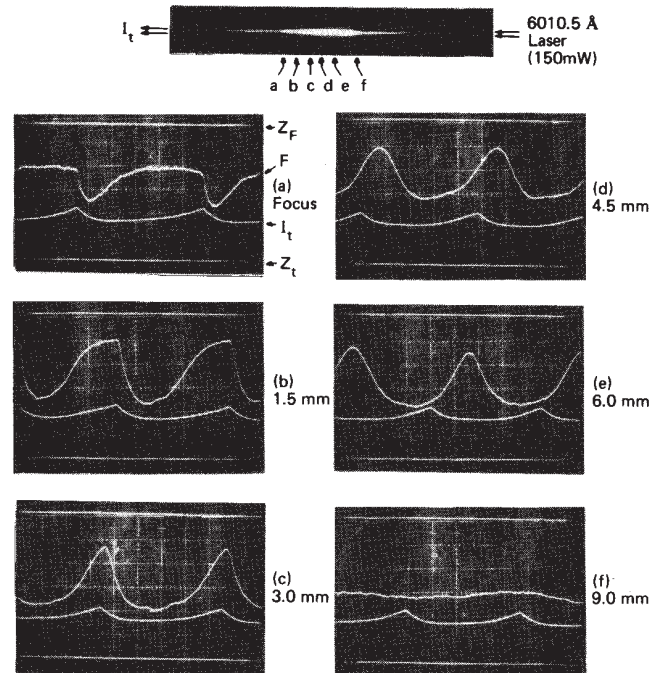 I_t
6010.5 Å
Laser
(150mW)
a b c d e f
Z_F
F
(a)
Focus
I_t
Z_t
(b)
1.5 mm
(c)
3.0 mm
(d)
4.5 mm
(e)
6.0 mm
(f)
9.0 mm